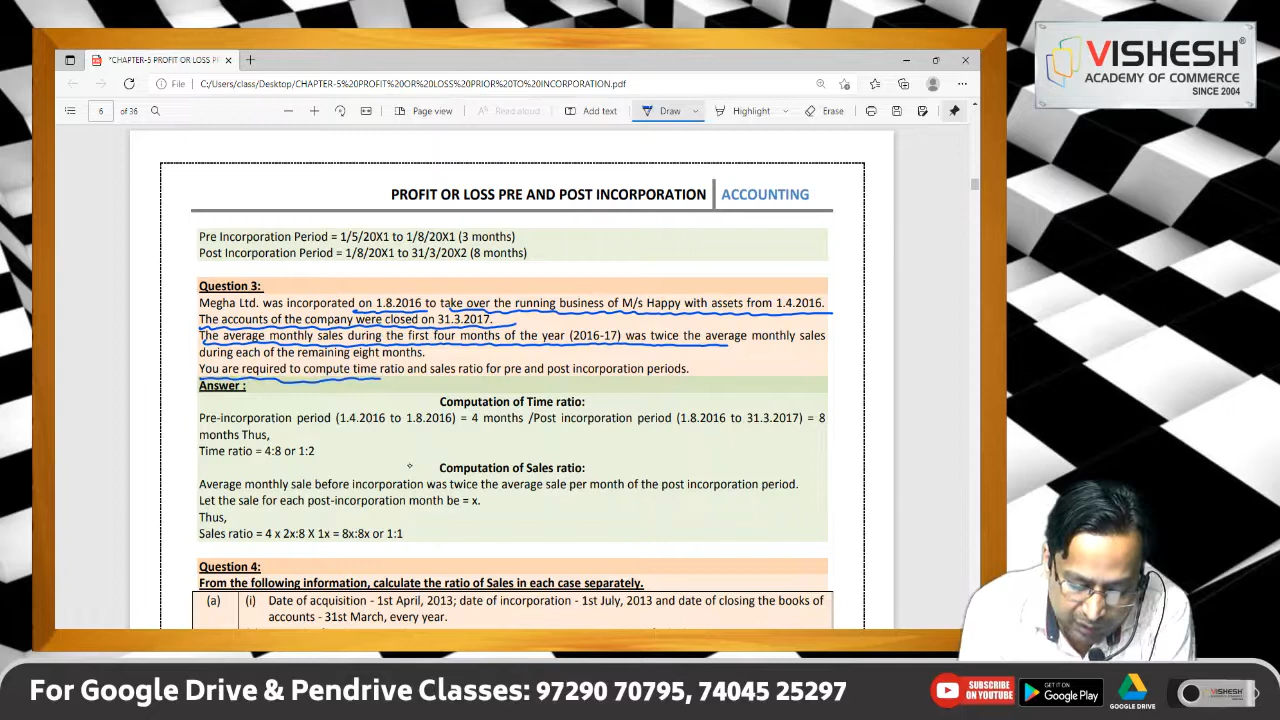 VISHESH®
ACADEMY OF COMMERCE
SINCE 2004
*CHAPTER-5 PROFIT OR LOSS PR
File C:/Users/class/Desktop/CHAPTER-5%20PROFIT%20OR%20LOSS%20PRIOR%20TO%20INCORPORATION.pdf
6 of 36 Page view Read aloud Add text Draw Highlight Erase
PROFIT OR LOSS PRE AND POST INCORPORATION ACCOUNTING
Pre Incorporation Period = 1/5/20X1 to 1/8/20X1 (3 months)
Post Incorporation Period = 1/8/20X1 to 31/3/20X2 (8 months)
Question 3:
Megha Ltd. was incorporated on 1.8.2016 to take over the running business of M/s Happy with assets from 1.4.2016.
The accounts of the company were closed on 31.3.2017.
The average monthly sales during the first four months of the year (2016-17) was twice the average monthly sales
during each of the remaining eight months.
You are required to compute time ratio and sales ratio for pre and post incorporation periods.
Answer :
Computation of Time ratio:
Pre-incorporation period (1.4.2016 to 1.8.2016) = 4 months /Post incorporation period (1.8.2016 to 31.3.2017) = 8
months Thus,
Time ratio = 4:8 or 1:2
Computation of Sales ratio:
Average monthly sale before incorporation was twice the average sale per month of the post incorporation period.
Let the sale for each post-incorporation month be = x.
Thus,
Sales ratio = 4 x 2x:8 X 1x = 8x:8x or 1:1
Question 4:
From the following information, calculate the ratio of Sales in each case separately.
(a) (i) Date of acquisition - 1st April, 2013; date of incorporation - 1st July, 2013 and date of closing the books of
accounts - 31st March, every year.
For Google Drive & Pendrive Classes: 97290 70795, 74045 25297
SUBSCRIBE
ON YOUTUBE
GET IT ON
Google Play
GOOGLE DRIVE
VISHESH